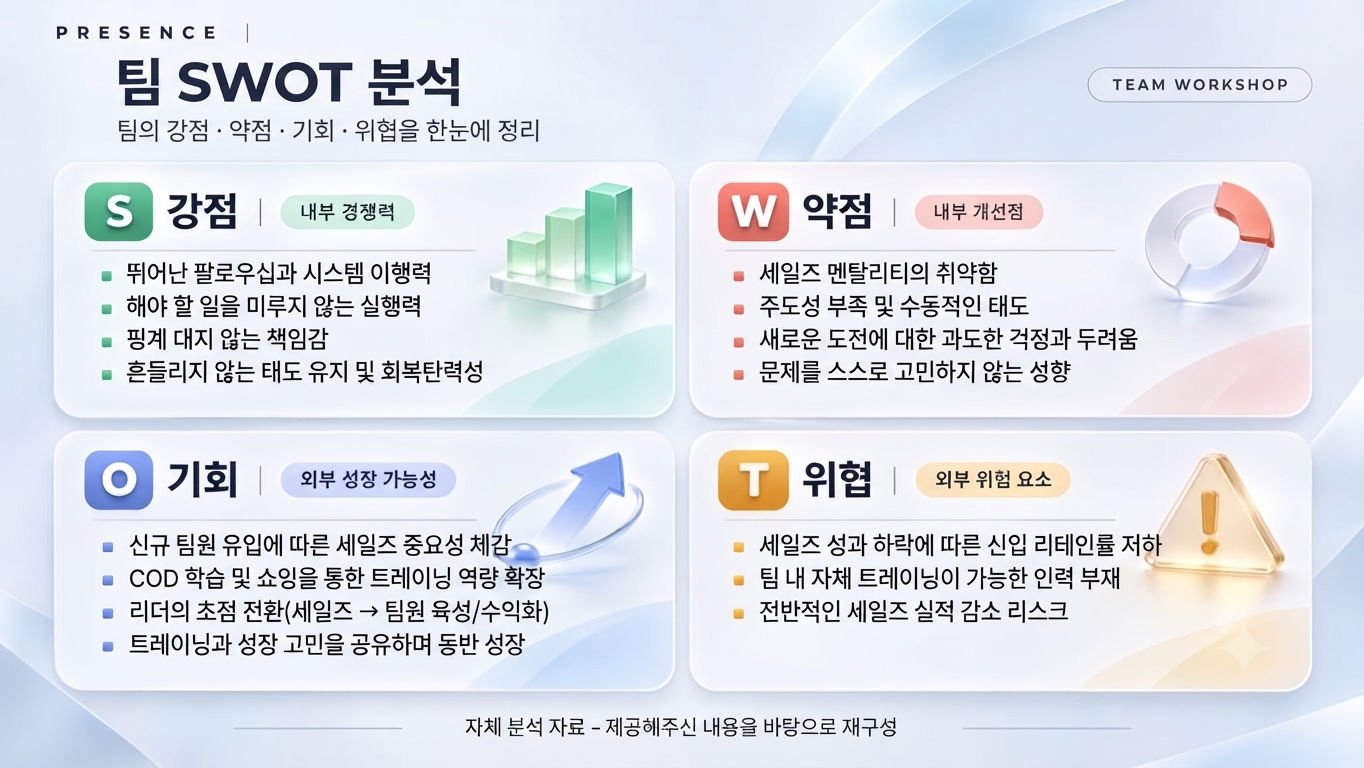 PRESENCE
팀 SWOT 분석
팀의 강점 · 약점 · 기회 · 위협을 한눈에 정리
TEAM WORKSHOP
S 강점 내부 경쟁력
뛰어난 팔로우십과 시스템 이행력
해야 할 일을 미루지 않는 실행력
핑계 대지 않는 책임감
흔들리지 않는 태도 유지 및 회복탄력성
W 약점 내부 개선점
세일즈 멘탈리티의 취약함
주도성 부족 및 수동적인 태도
새로운 도전에 대한 과도한 걱정과 두려움
문제를 스스로 고민하지 않는 성향
O 기회 외부 성장 가능성
신규 팀원 유입에 따른 세일즈 중요성 체감
COD 학습 및 쇼잉을 통한 트레이닝 역량 확장
리더의 초점 전환(세일즈 → 팀원 육성/수익화)
트레이닝과 성장 고민을 공유하며 동반 성장
T 위협 외부 위험 요소
세일즈 성과 하락에 따른 신입 리테인률 저하
팀 내 자체 트레이닝이 가능한 인력 부재
전반적인 세일즈 실적 감소 리스크
자체 분석 자료 – 제공해주신 내용을 바탕으로 재구성